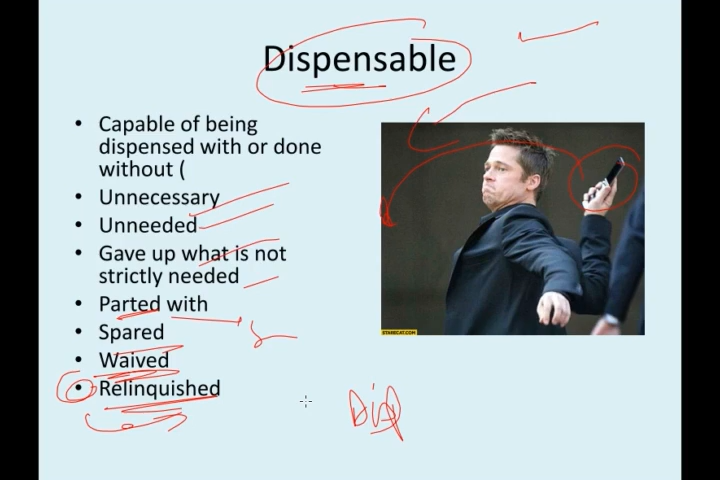 Dispensable
• Capable of being
dispensed with or done
without (
• Unnecessary
• Unneeded
• Gave up what is not
strictly needed
• Parted with
• Spared
• Waived
• Relinquished
STARECAT.COM